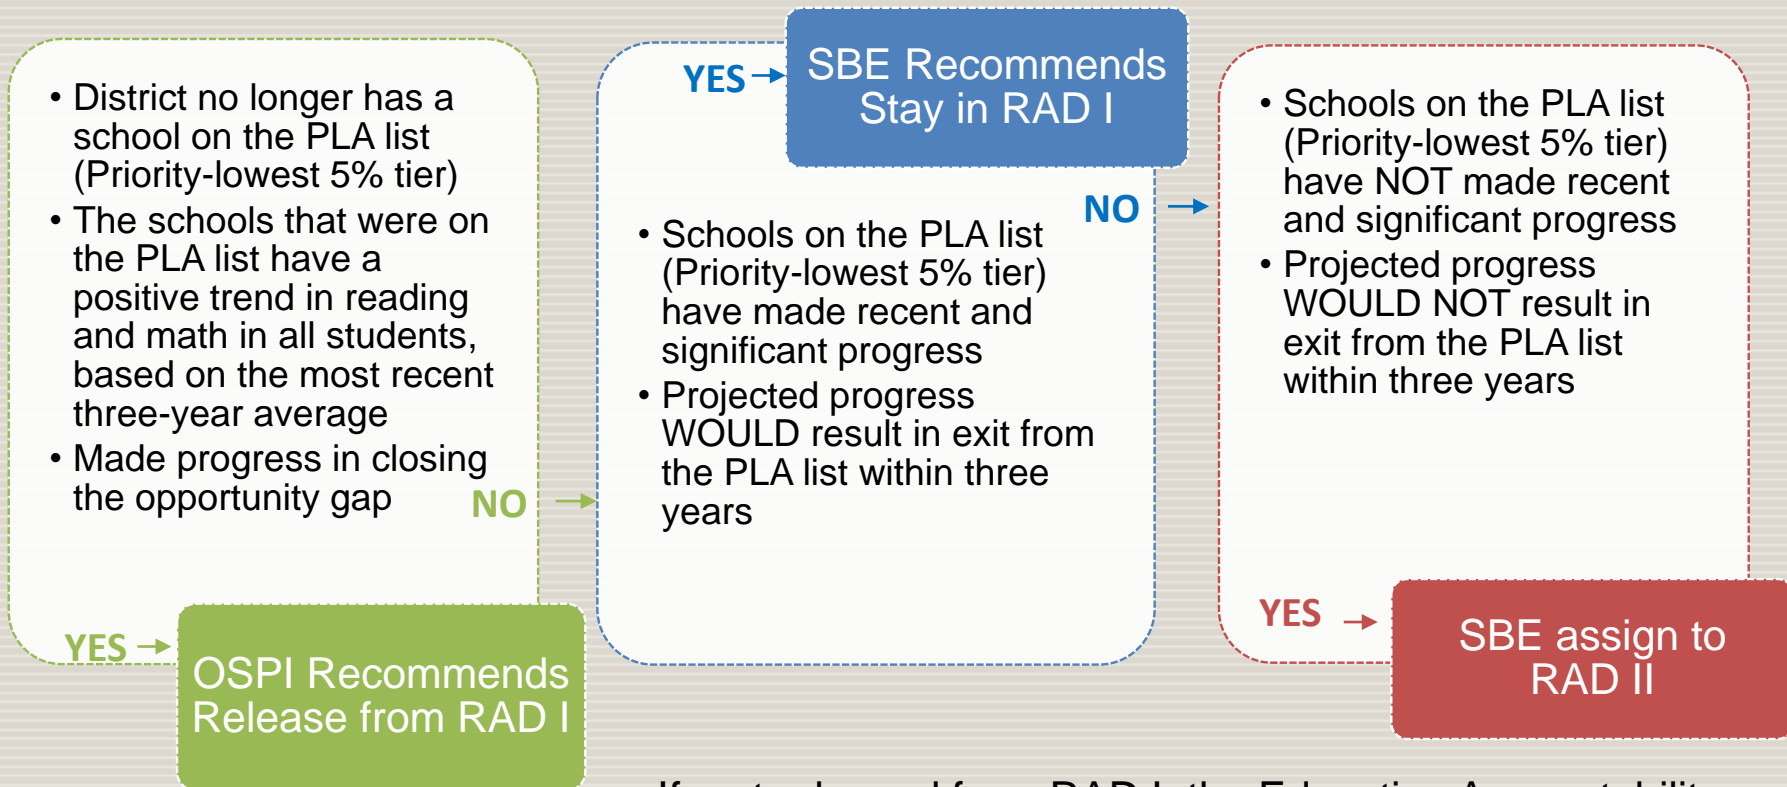 • District no longer has a
school on the PLA list
(Priority-lowest 5% tier)
• The schools that were on
the PLA list have a
positive trend in reading
and math in all students,
based on the most recent
three-year average
• Made progress in closing
the opportunity gap
NO
YES
OSPI Recommends
Release from RAD I
YES
SBE Recommends
Stay in RAD I
• Schools on the PLA list
(Priority-lowest 5% tier)
have made recent and
significant progress
• Projected progress
WOULD result in exit from
the PLA list within three
years
NO
• Schools on the PLA list
(Priority-lowest 5% tier)
have NOT made recent
and significant progress
• Projected progress
WOULD NOT result in
exit from the PLA list
within three years
YES
SBE assign to
RAD II
from RAD I, the Education Accountability